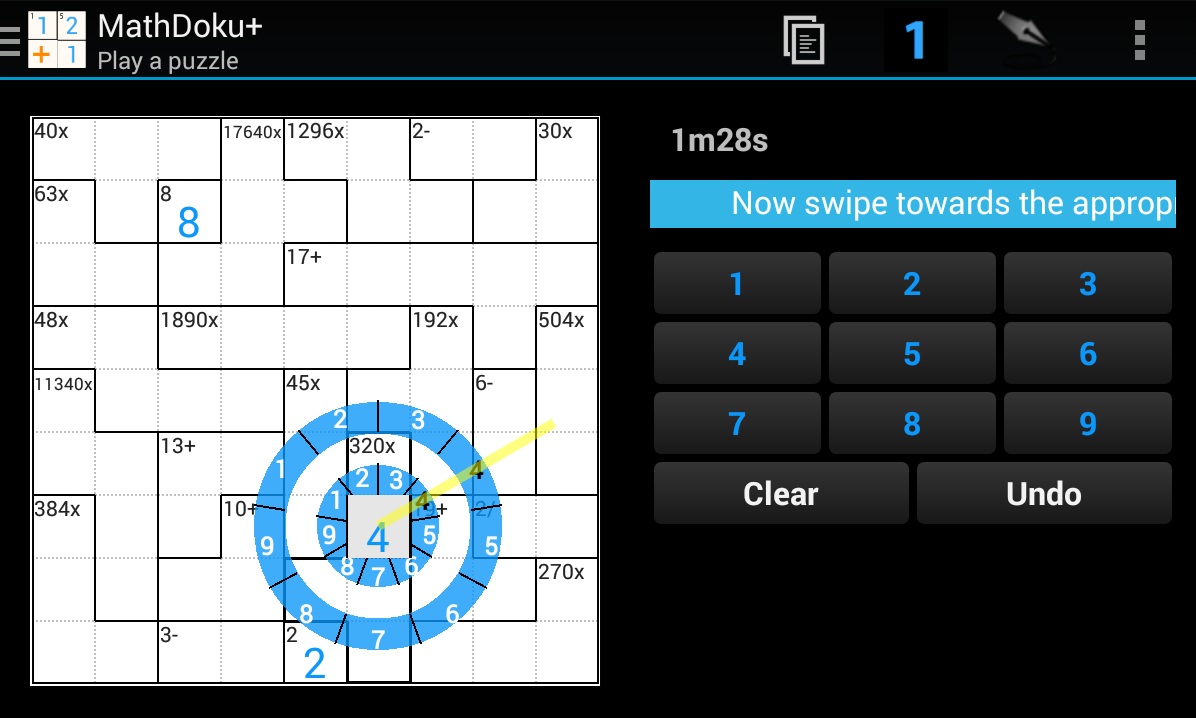 1 5
1 2
+ 1
MathDoku+
Play a puzzle
1
40x 17640x 1296x 2- 30x
1m28s
63x 8
8
Now swipe towards the approp
17+
1 2 3
48x 1890x 192x 504x
4 5 6
11340x 45x 6-
2 3
7 8 9
13+ 320x
1 4
2 3
Clear Undo
384x 10+ 1 4 + 2/
9 4 5
9 5
8 7 6
270x
8 6
3- 2 7
2